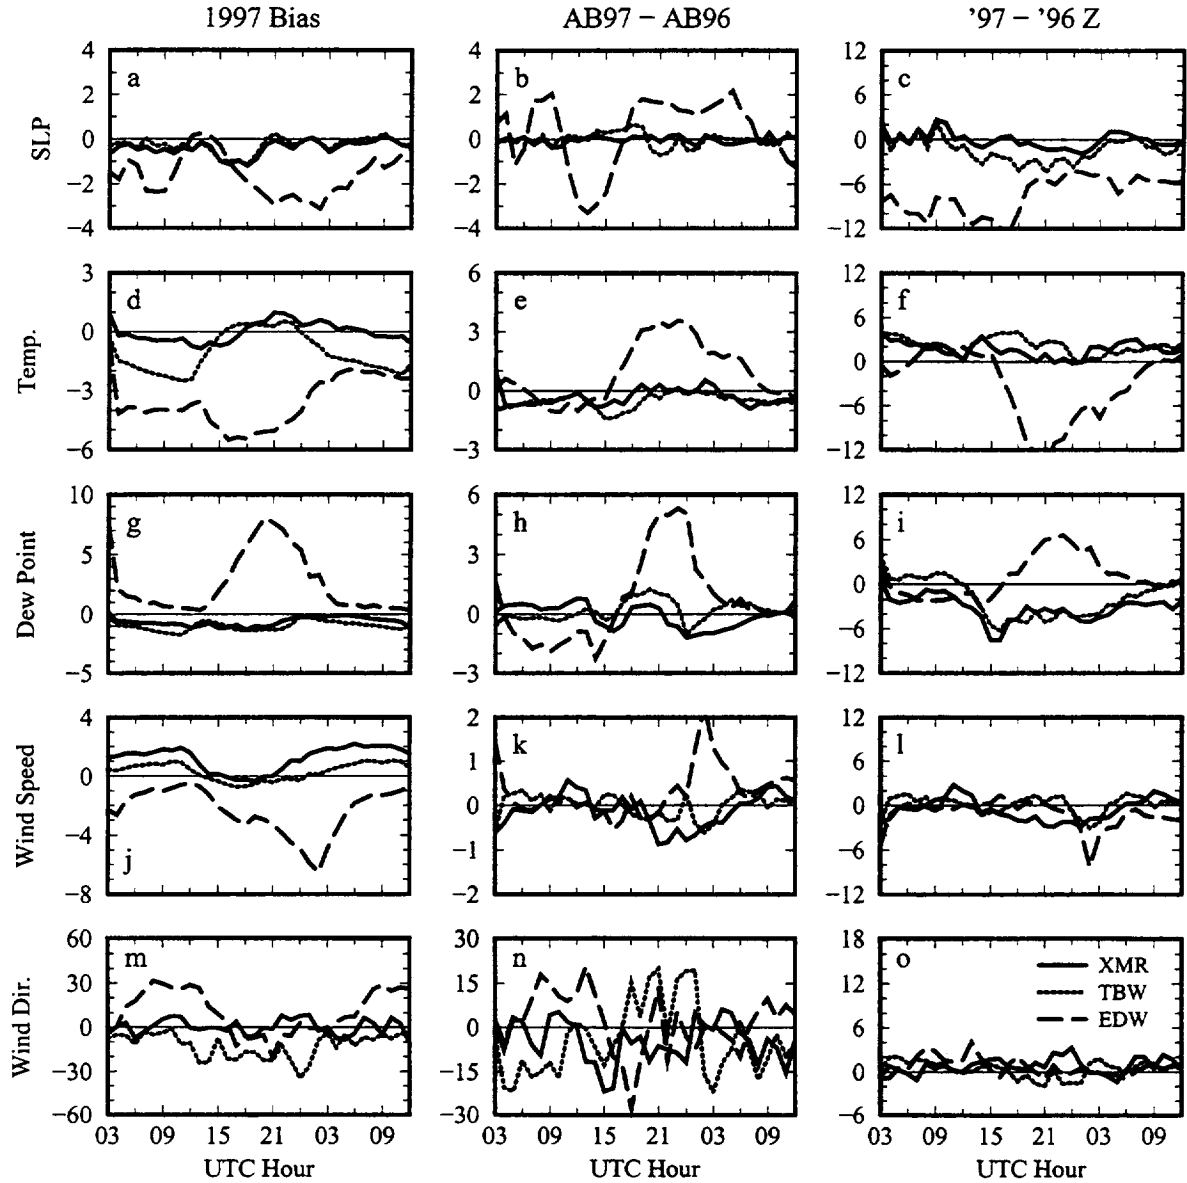 1997 Bias AB97 − AB96 ’97 − ’96 Z
SLP
4
2
0
−2
−4
a
4
2
0
−2
−4
b
12
6
0
−6
−12
c
Temp.
3
0
−3
−6
d
6
3
0
−3
e
12
6
0
−6
−12
f
Dew Point
10
5
0
−5
g
6
3
0
−3
h
12
6
0
−6
−12
i
Wind Speed
4
0
−4
−8
j
2
1
0
−1
−2
k
12
6
0
−6
−12
l
Wind Dir.
60
30
0
−30
−60
m
30
15
0
−15
−30
n
18
12
6
0
−6
o
XMR
TBW
EDW
03 09 15 21 03 09 03 09 15 21 03 09 03 09 15 21 03 09
UTC Hour UTC Hour UTC Hour